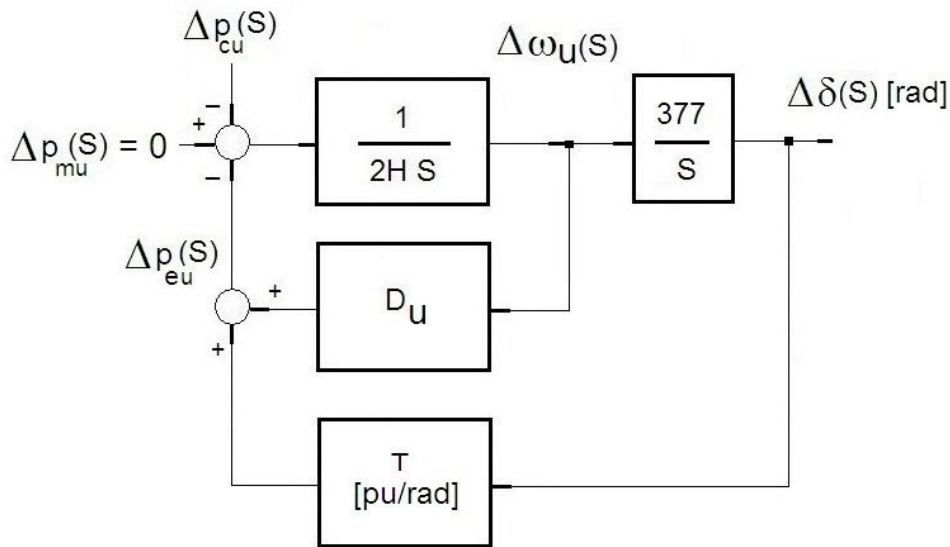 Δp_cu(S)
Δω_u(S)
Δδ(S) [rad]
−
+
Δp_mu(S) = 0
−
1
2H S
377
S
Δp_eu(S)
+
D_u
+
T
[pu/rad]